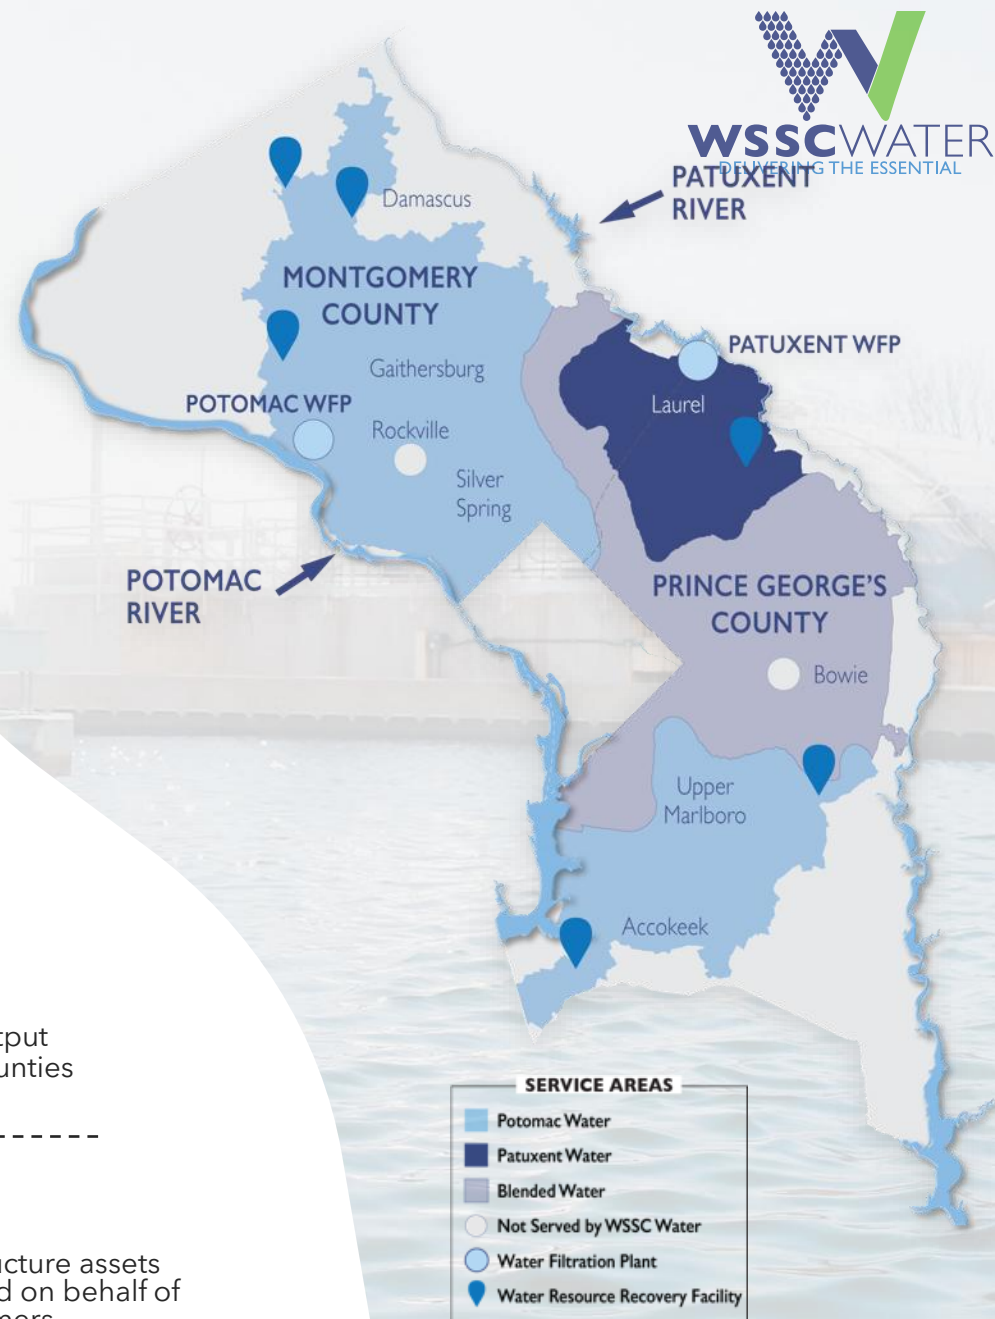 WSSCWATER
DELIVERING THE ESSENTIAL
PATUXENT
RIVER
Damascus
MONTGOMERY
COUNTY
PATUXENT WFP
Gaithersburg
POTOMAC WFP
Laurel
Rockville
Silver
Spring
POTOMAC
RIVER
PRINCE GEORGE'S
COUNTY
Bowie
Upper
Marlboro
Accokeek
tput
unties
ucture assets
d on behalf of
SERVICE AREAS
Potomac Water
Patuxent Water
Blended Water
Not Served by WSSC Water
Water Filtration Plant
Water Resource Recovery Facility